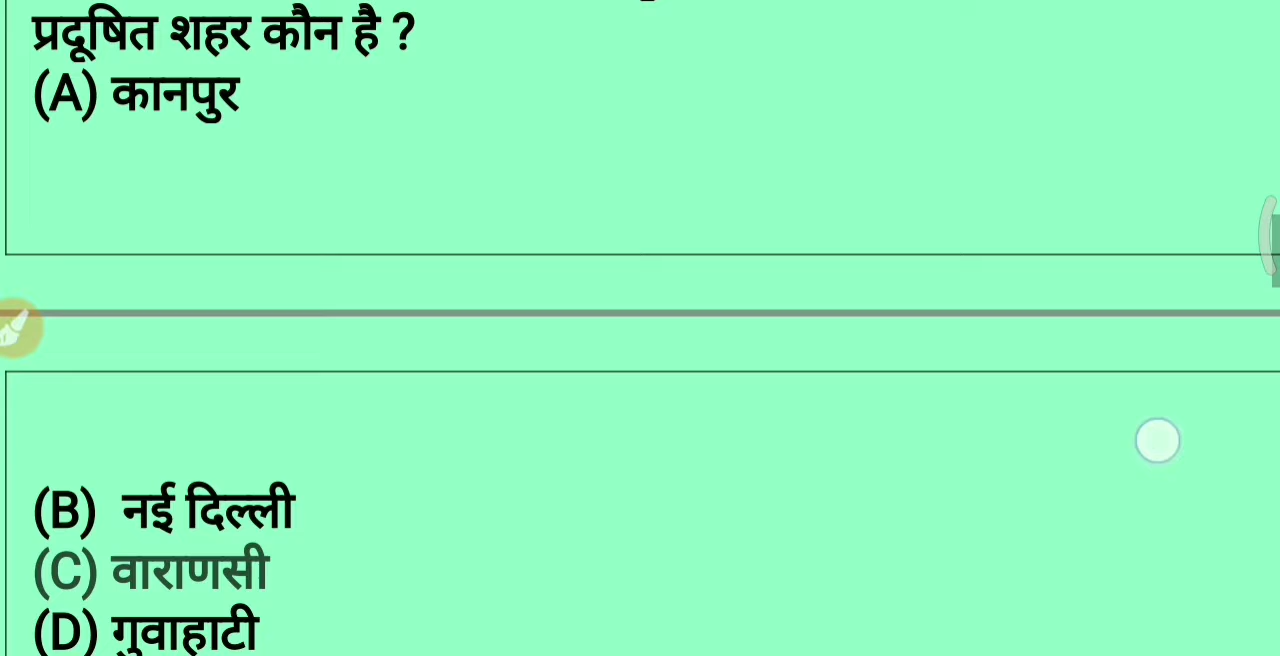 प्रदूषित शहर कौन है ?
(A) कानपुर
(B) नई दिल्ली
(C) वाराणसी
(D) गुवाहाटी